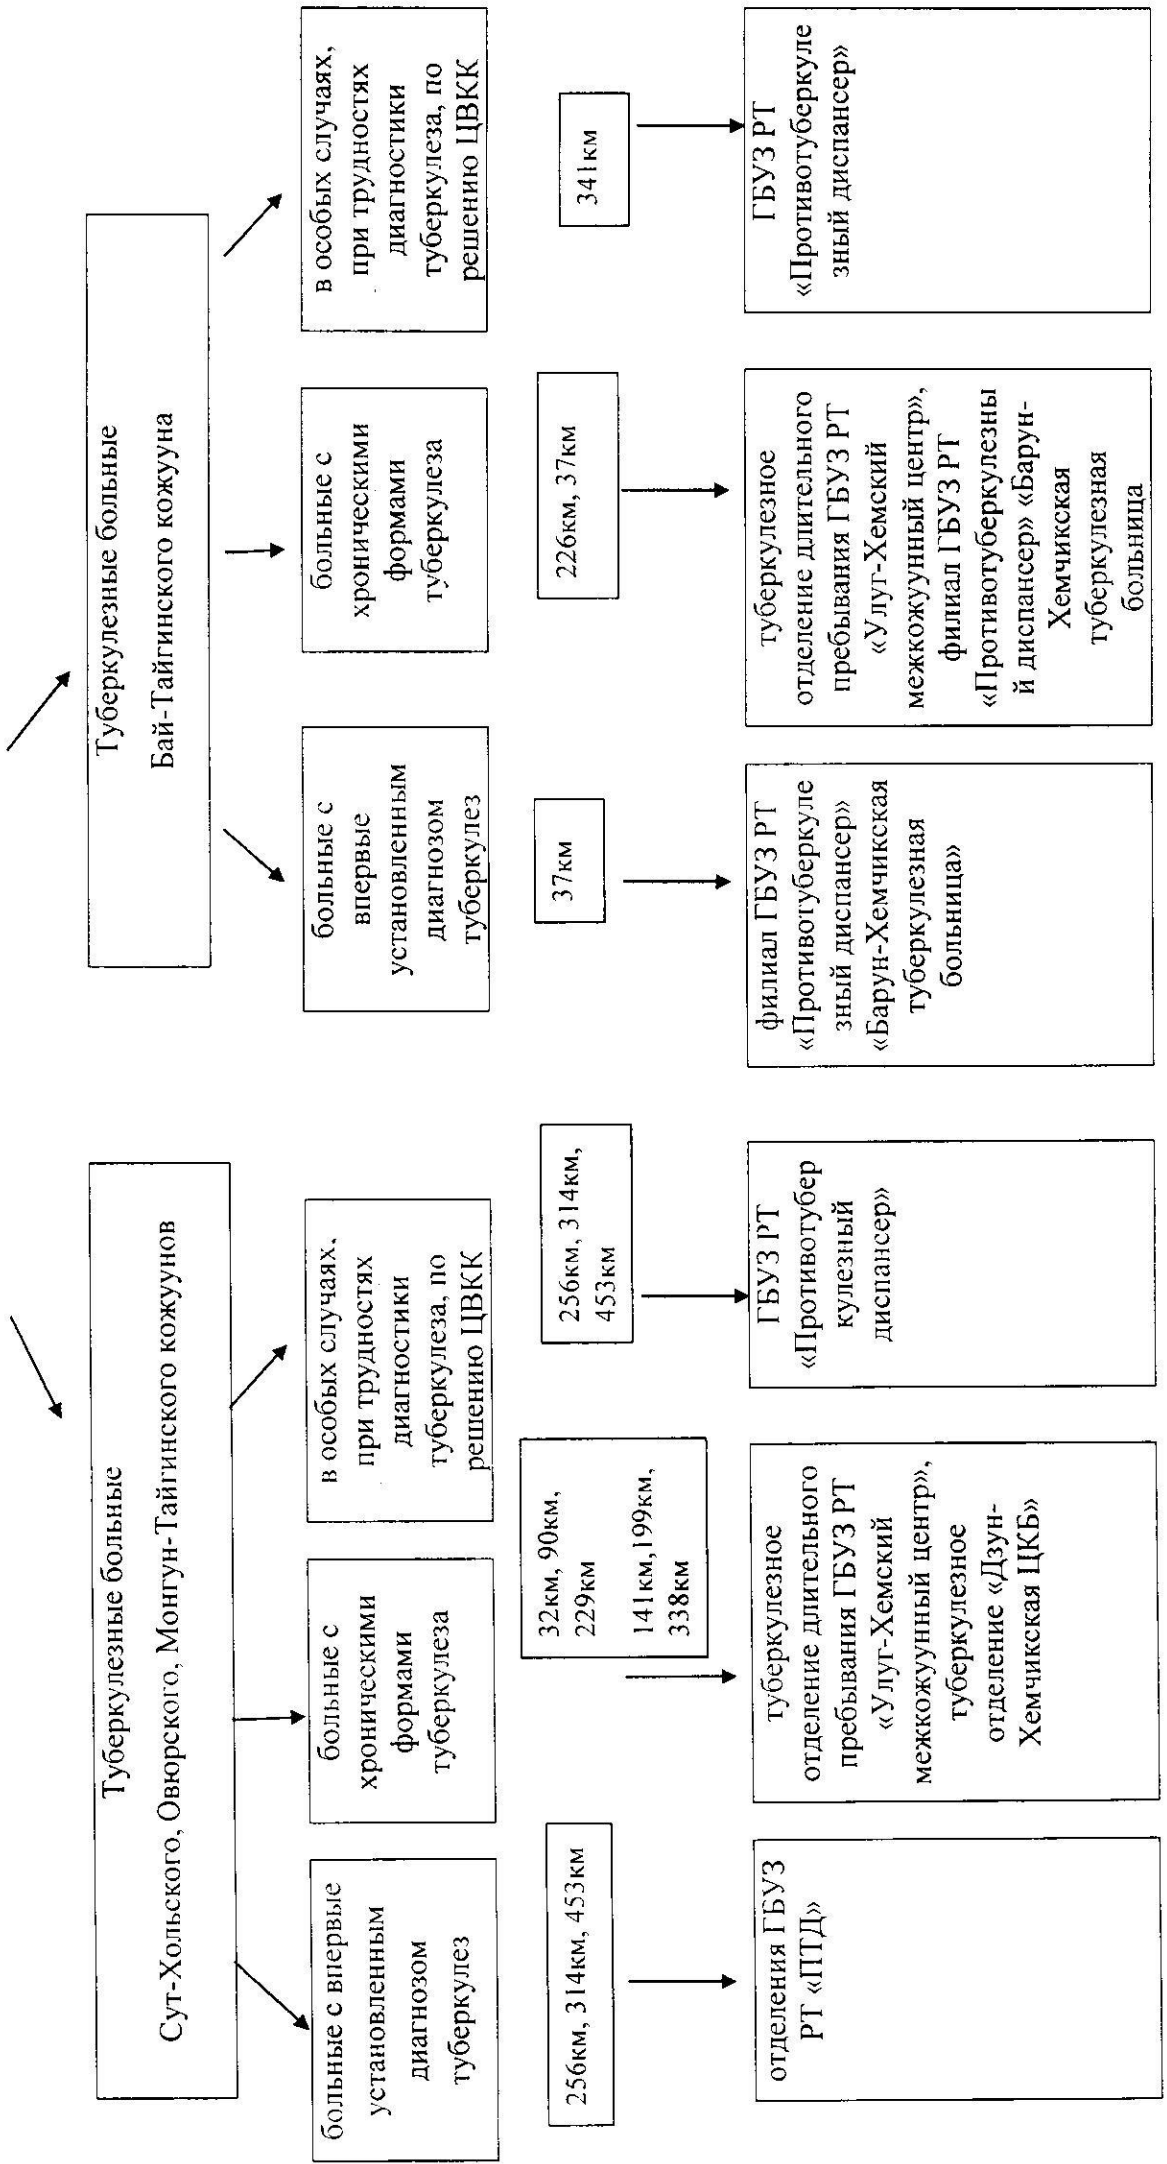 Туберкулезные больные
Сут-Хольского, Овюрского, Монгун-Тайгинского кожуунов
больные с впервые
установленным
диагнозом
туберкулез
больные с
хроническими
формами
туберкулеза
в особых случаях,
при трудностях
диагностики
туберкулеза, по
решению ЦВКК
256км, 314км, 453км
32км, 90км,
229км
141км,199км,
338км
256км, 314км,
453км
отделения ГБУЗ
РТ «ПТД»
туберкулезное
отделение длительного
пребывания ГБУЗ РТ
«Улуг-Хемский
межкожуунный центр»,
туберкулезное
отделение «Дзун-
Хемчикская ЦКБ»
ГБУЗ РТ
«Противотубер
кулезный
диспансер»
Туберкулезные больные
Бай-Тайгинского кожууна
больные с
впервые
установленным
диагнозом
туберкулез
больные с
хроническими
формами
туберкулеза
в особых случаях,
при трудностях
диагностики
туберкулеза, по
решению ЦВКК
37км
226км, 37км
341км
филиал ГБУЗ РТ
«Противотуберкуле
зный диспансер»
«Барун-Хемчикская
туберкулезная
больница»
туберкулезное
отделение длительного
пребывания ГБУЗ РТ
«Улуг-Хемский
межкожуунный центр»,
филиал ГБУЗ РТ
«Противотуберкулезны
й диспансер» «Барун-
Хемчикская
туберкулезная
больница
ГБУЗ РТ
«Противотуберкуле
зный диспансер»